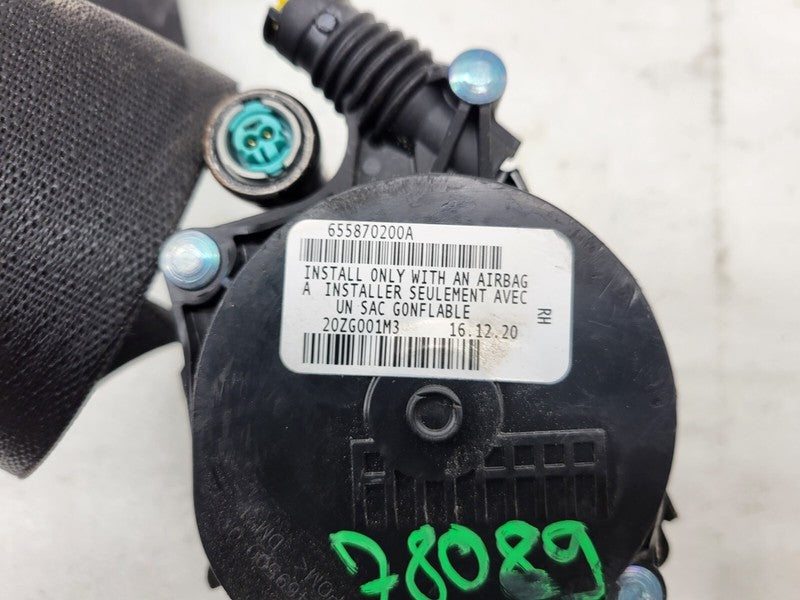 655870200A
INSTALL ONLY WITH AN AIRBAG
A INSTALLER SEULEMENT AVEC
UN SAC GONFLABLE
20ZG001M3 16.12.20
RH
78089